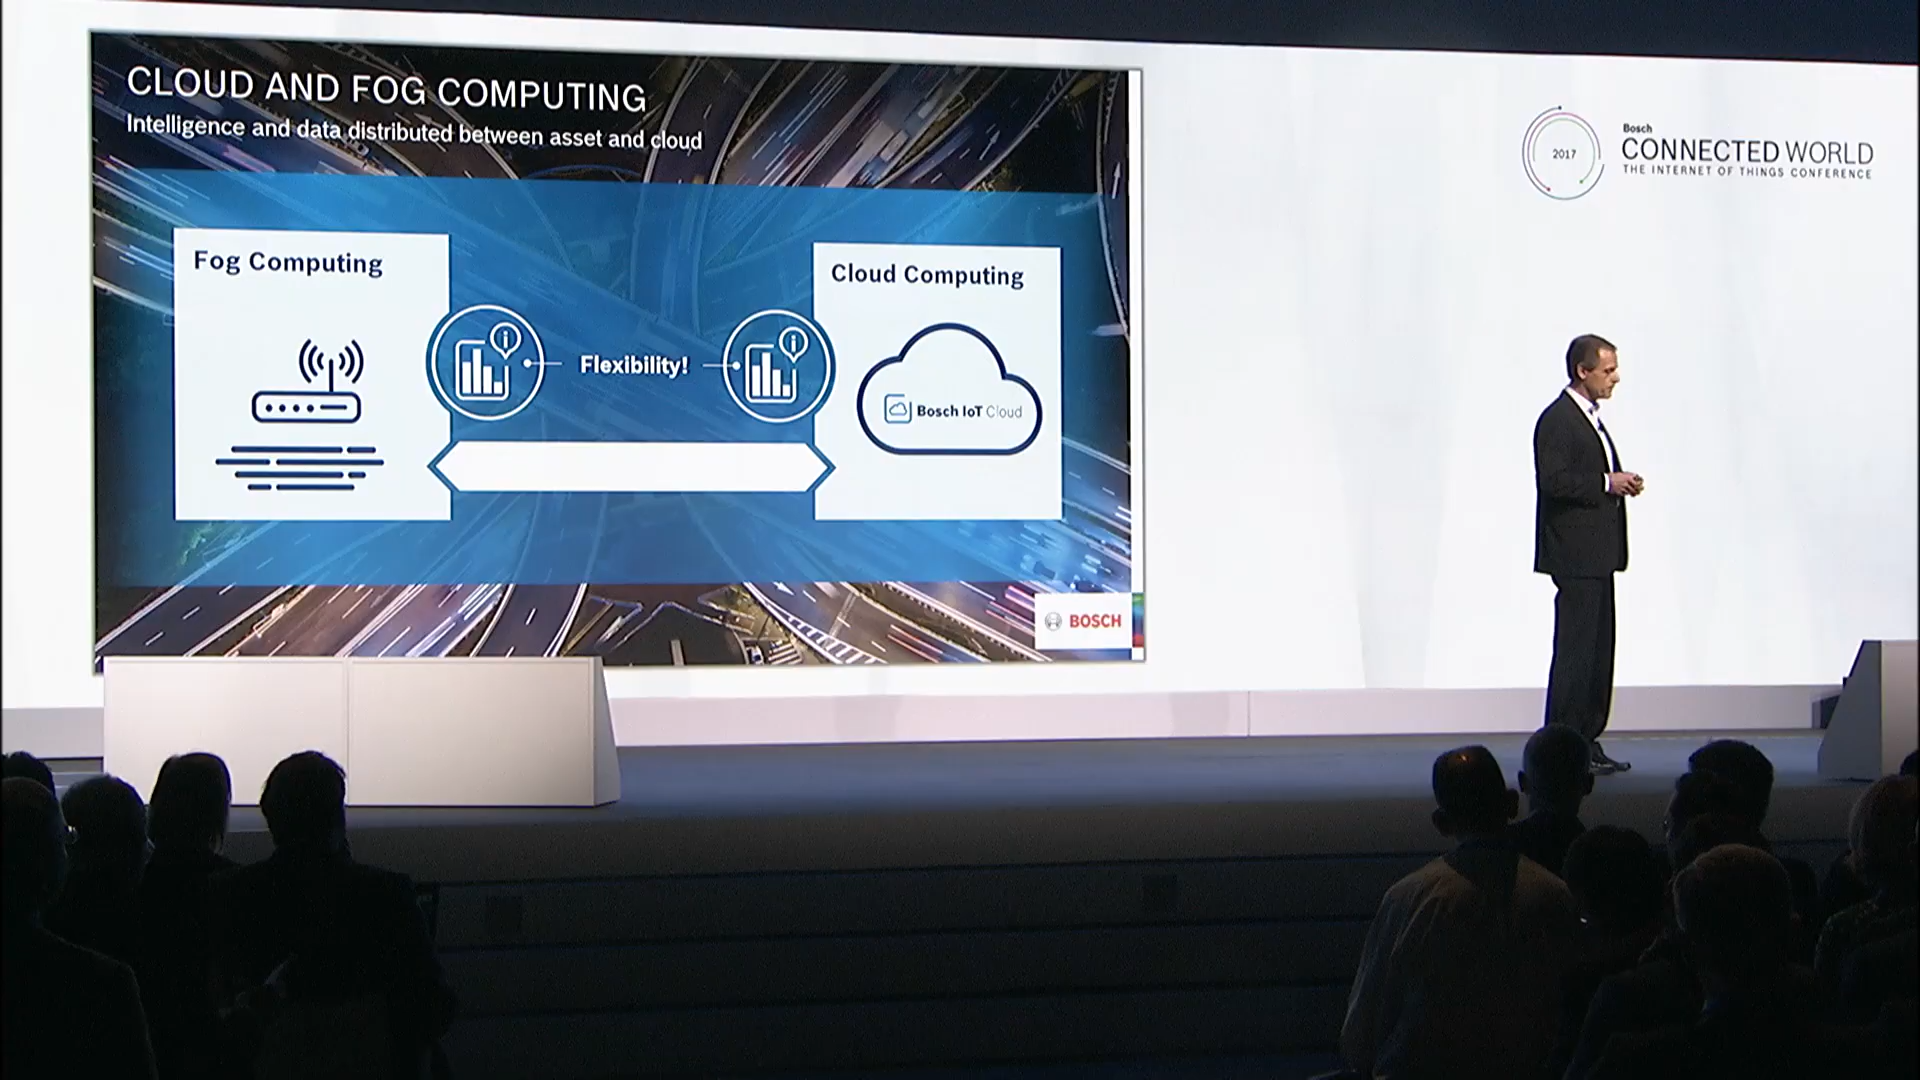 CLOUD AND FOG COMPUTING
Intelligence and data distributed between asset and cloud
Fog Computing
Flexibility!
Cloud Computing
Bosch IoT Cloud
BOSCH
2017
Bosch
CONNECTED WORLD
THE INTERNET OF THINGS CONFERENCE